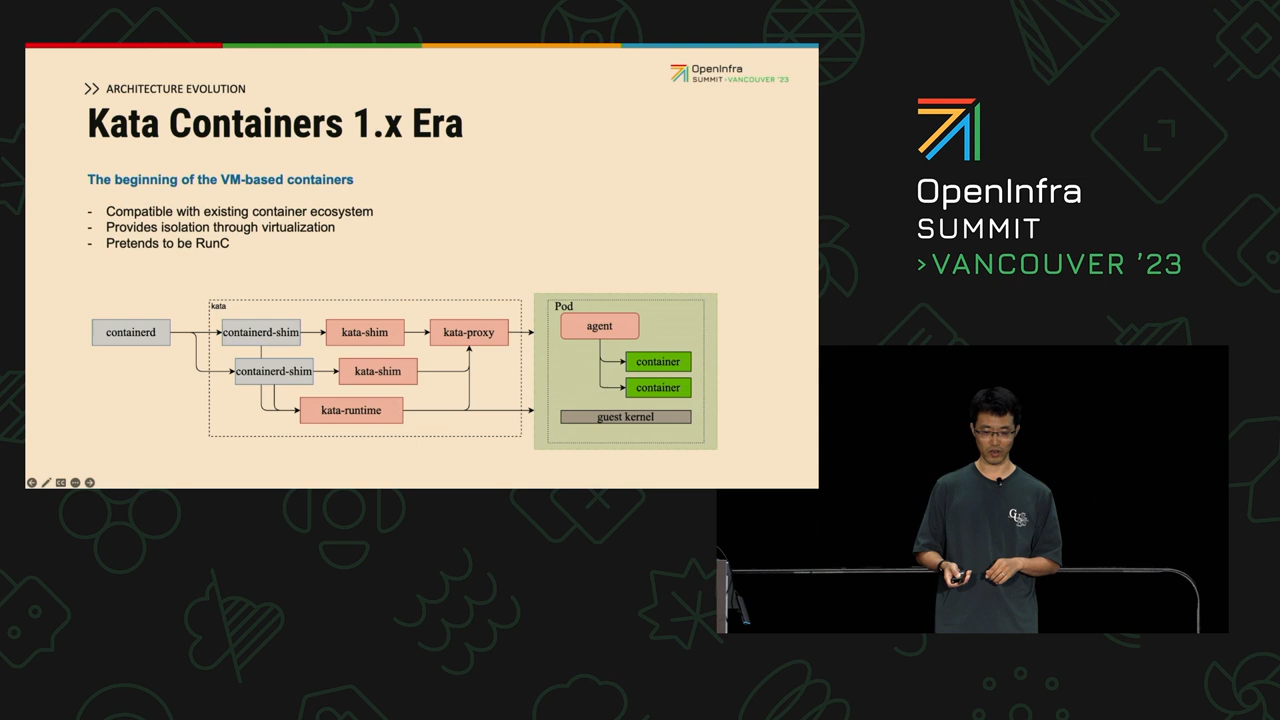 >> ARCHITECTURE EVOLUTION
OpenInfra
SUMMIT >VANCOUVER '23
Kata Containers 1.x Era
The beginning of the VM-based containers
- Compatible with existing container ecosystem
- Provides isolation through virtualization
- Pretends to be RunC
kata
Pod
containerd
containerd-shim
kata-shim
kata-proxy
agent
container
containerd-shim
kata-shim
container
kata-runtime
guest kernel
OpenInfra
SUMMIT
>VANCOUVER '23